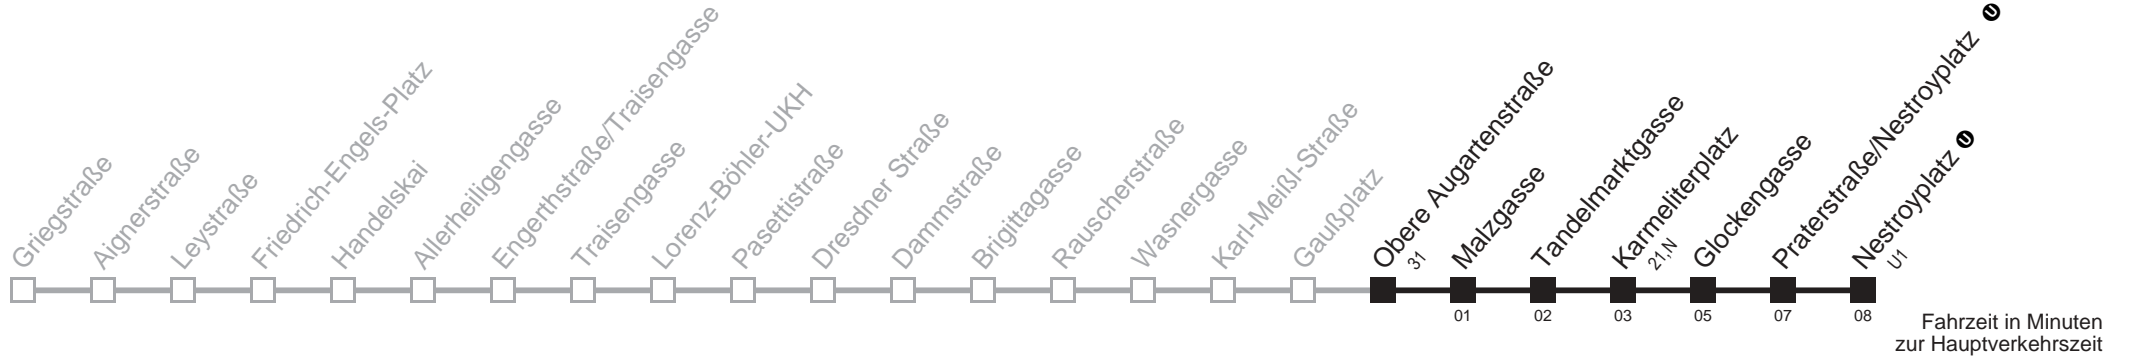 Griegstraße
Aignerstraße
Leystraße
Friedrich-Engels-Platz
Handelskai
Allerheiligengasse
Engerthstraße/Traisengasse
Traisengasse
Lorenz-Böhler-UKH
Pasettistraße
Dresdner Straße
Dammstraße
Brigittagasse
Rauscherstraße
Wasnergasse
Karl-Meißl-Straße
Gaußplatz
Obere Augartenstraße
31
Malzgasse
Tandelmarktgasse
Karmeliterplatz
21,N
Glockengasse
Praterstraße/Nestroyplatz U
Nestroyplatz U
U1
01
02
03
05
07
08
Fahrzeit in Minuten
zur Hauptverkehrszeit